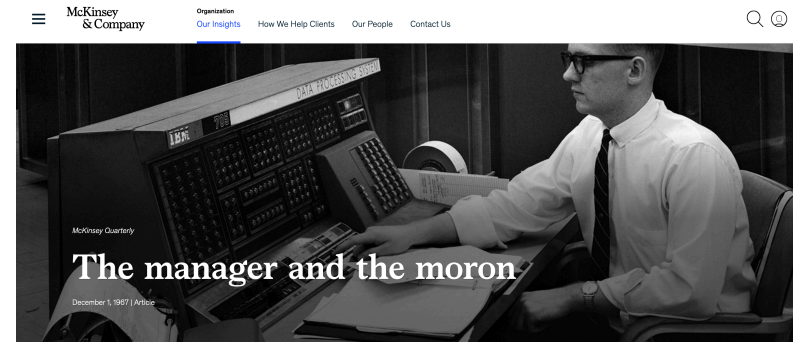 McKinsey
& Company
Organization
Our Insights How We Help Clients Our People Contact Us
DATA PROCESSING SYSTEM
IBM
McKinsey Quarterly
The manager and the moron
December 1, 1967 | Article